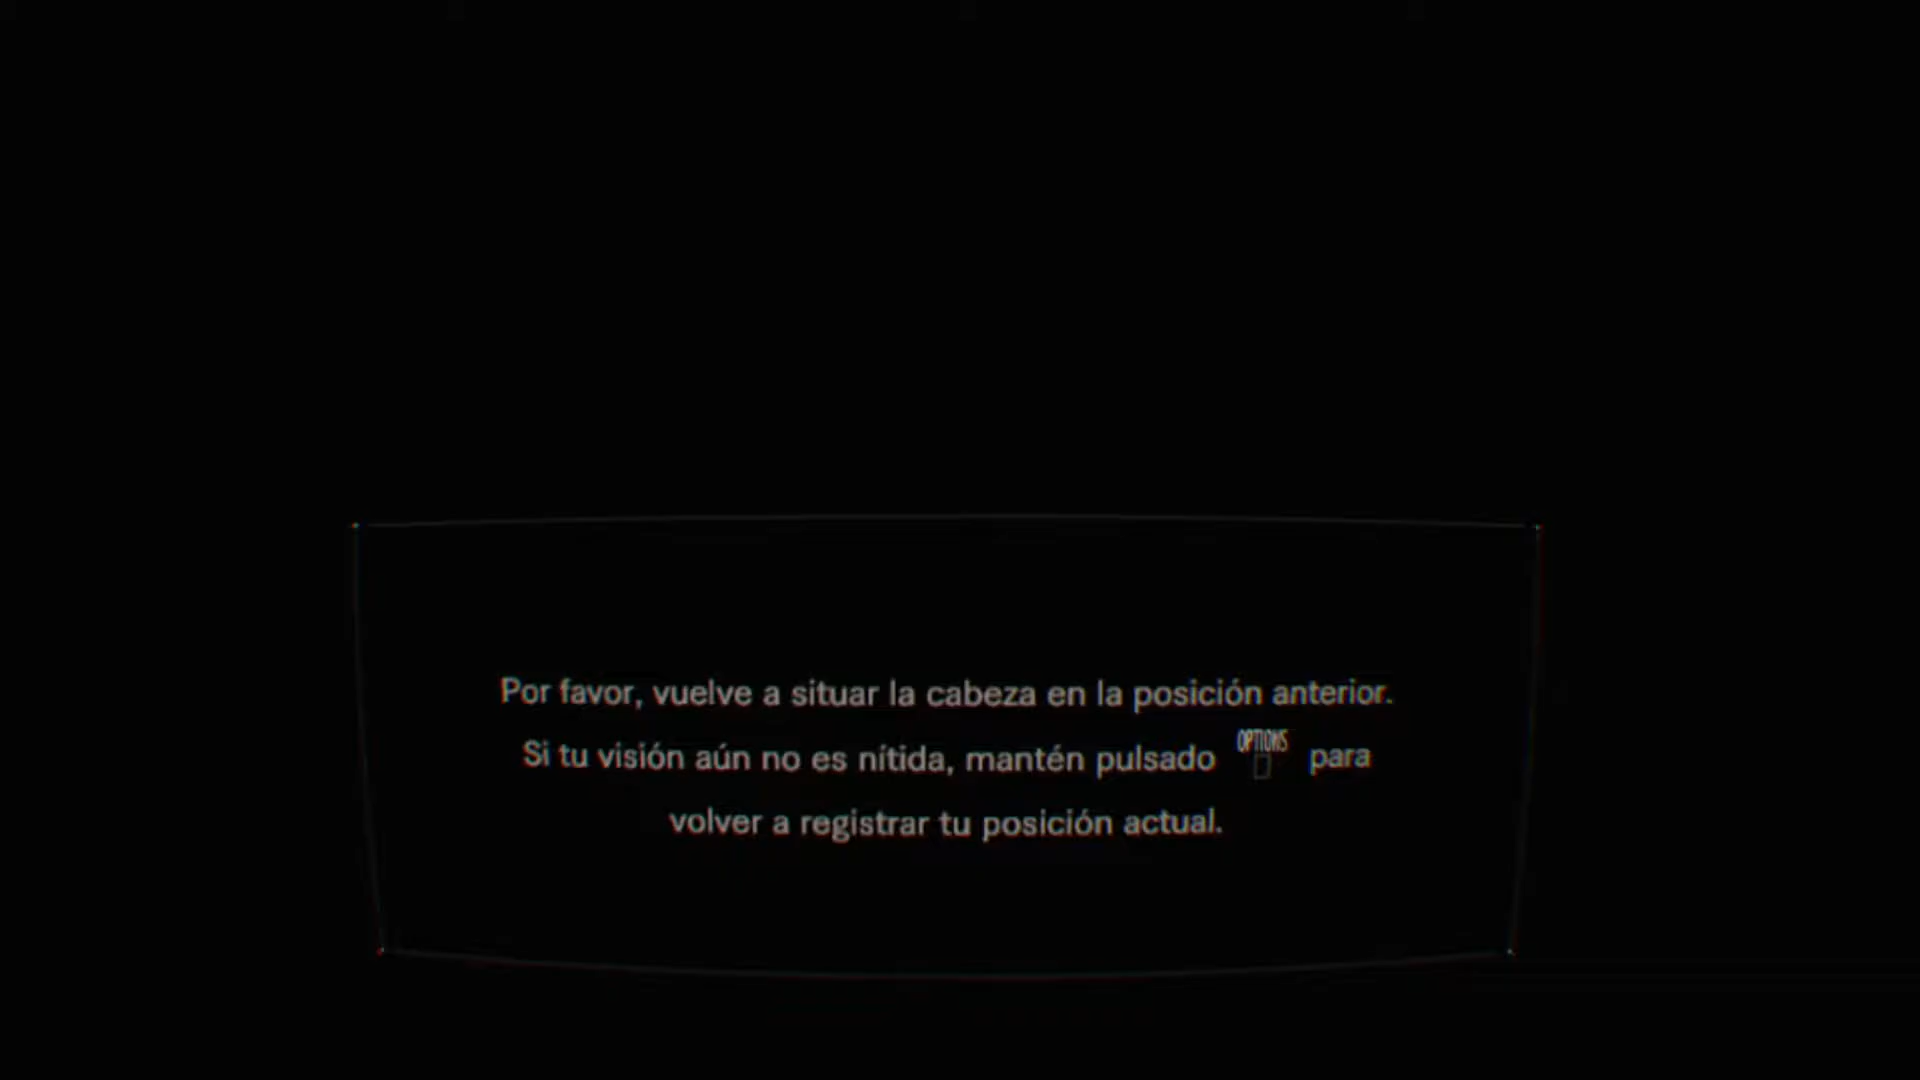 Por favor, vuelve a situar la cabeza en la posición anterior.
Si tu visión aún no es nítida, mantén pulsado OPTIONS para
volver a registrar tu posición actual.